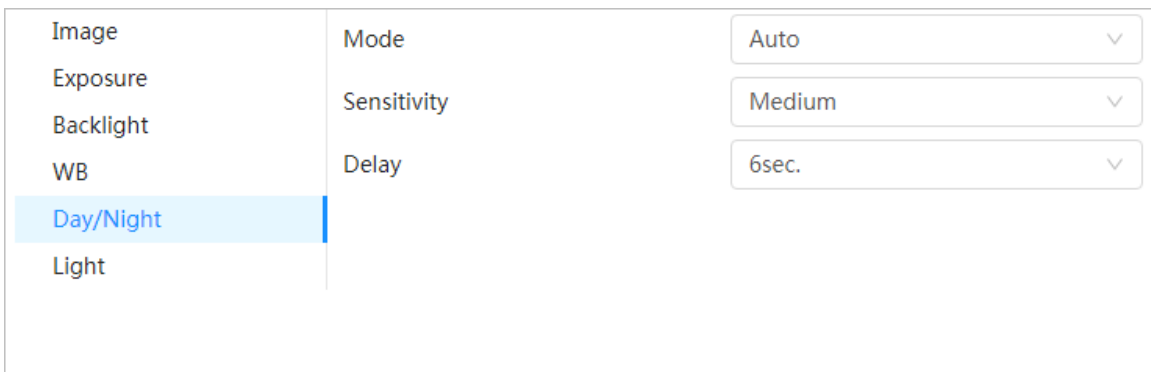 Image
Exposure
Backlight
WB
Day/Night
Light
Mode
Auto
Sensitivity
Medium
Delay
6sec.